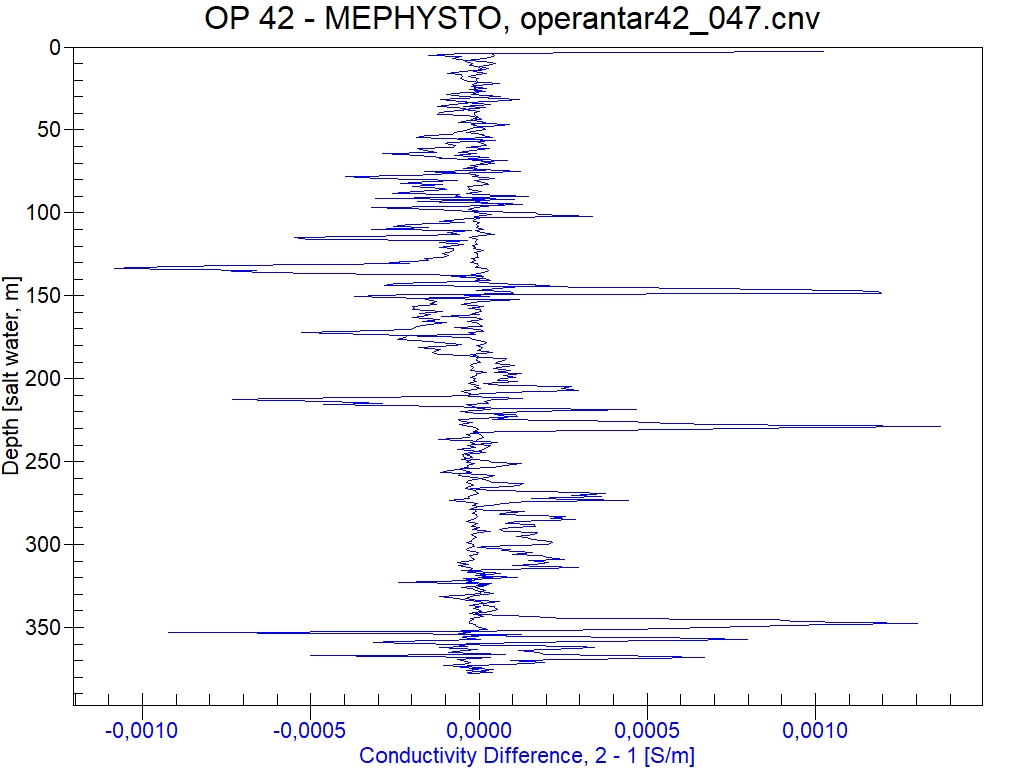 OP 42 - MEPHYSTO, operantar42_047.cnv
0
50
100
150
200
250
300
350
Depth [salt water, m]
-0,0010 -0,0005 0,0000 0,0005 0,0010
Conductivity Difference, 2 - 1 [S/m]